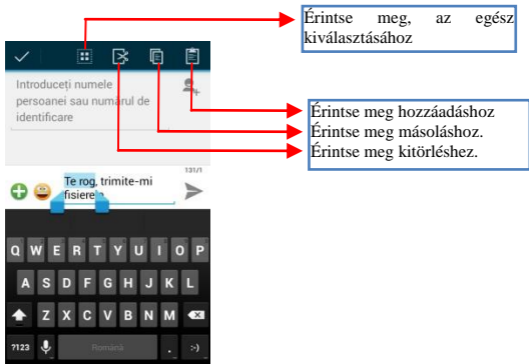 Érintse meg, az egész
kiválasztásához
Introduceți numele
persoanei sau numărul de
identificare
Érintse meg hozzáadáshoz
Érintse meg másoláshoz.
Érintse meg kitörléshez.
131/1
Te rog, trimite-mi
fisierele
Q W E R T Y U I O P
A S D F G H J K L
Z X C V B N M
?123 Română . :-)